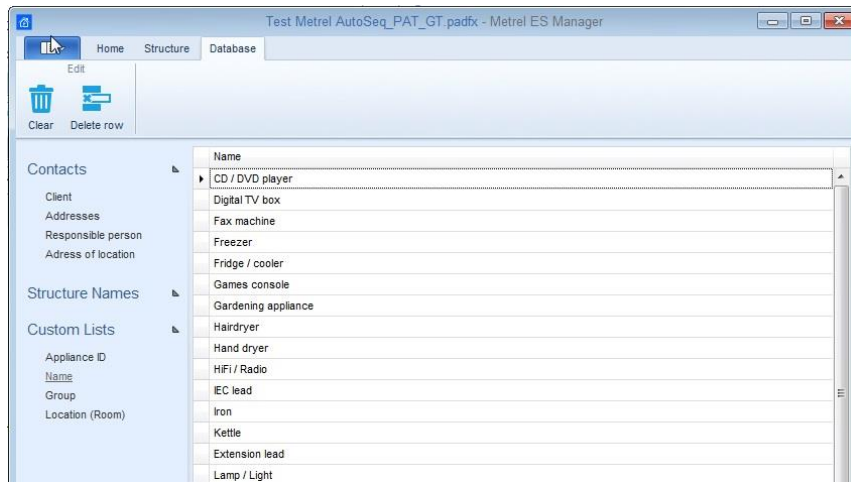 Test Metrel AutoSeq_PAT_GT.padfx - Metrel ES Manager
Home Structure Database
Edit
Clear Delete row
Contacts
Client
Addresses
Responsible person
Adress of location
Structure Names
Custom Lists
Appliance ID
Name
Group
Location (Room)
Name
CD / DVD player
Digital TV box
Fax machine
Freezer
Fridge / cooler
Games console
Gardening appliance
Hairdryer
Hand dryer
HiFi / Radio
IEC lead
Iron
Kettle
Extension lead
Lamp / Light